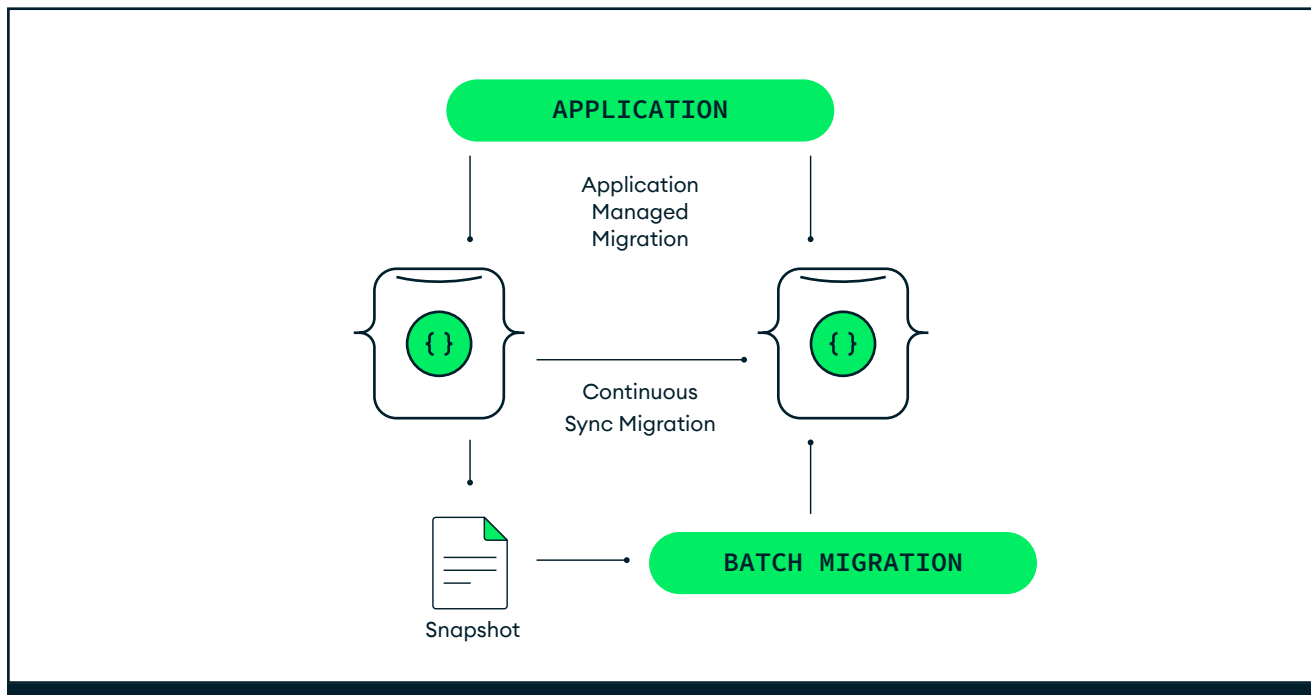 APPLICATION
Application
Managed
Migration
{ }
{ }
Continuous
Sync Migration
BATCH MIGRATION
Snapshot